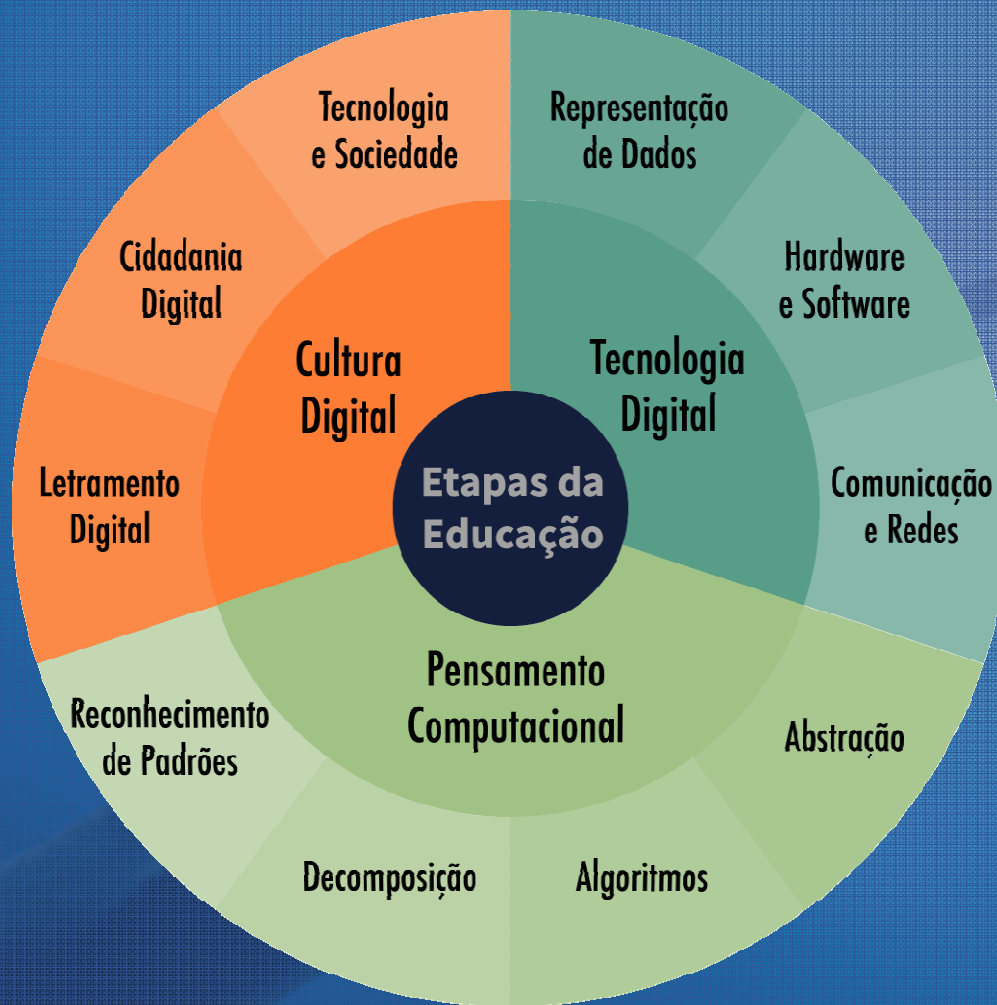 Tecnologia
e Sociedade
Representação
de Dados
Cidadania
Digital
Hardware
e Software
Cultura
Digital
Tecnologia
Digital
Letramento
Digital
Etapas da
Educação
Comunicação
e Redes
Pensamento
Computacional
Reconhecimento
de Padrões
Abstração
Decomposição
Algoritmos